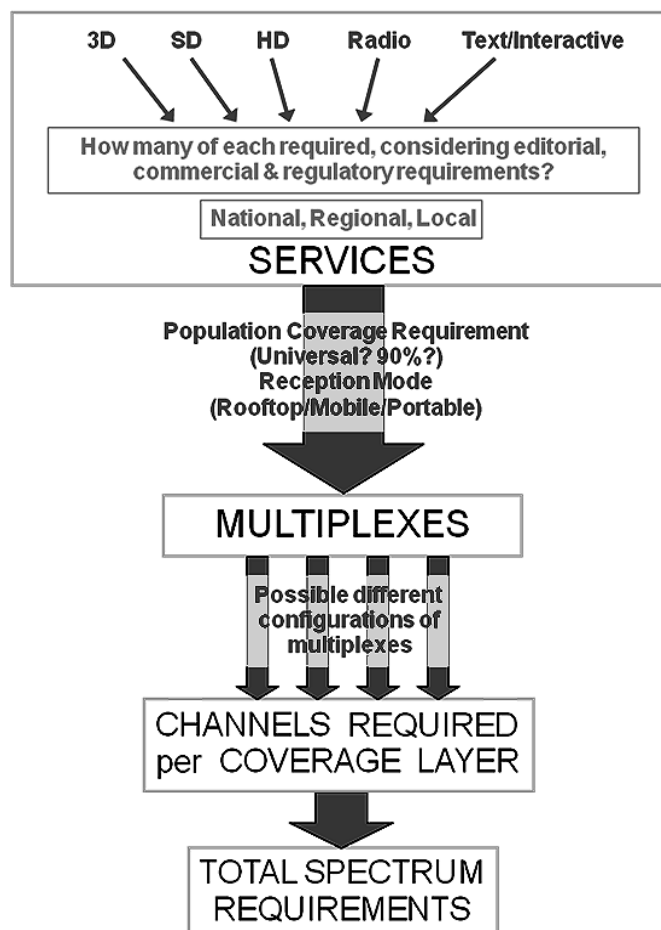 3D SD HD Radio Text/Interactive
How many of each required, considering editorial,
commercial & regulatory requirements?
National, Regional, Local
SERVICES
Population Coverage Requirement
(Universal? 90%?)
Reception Mode
(Rooftop/Mobile/Portable)
MULTIPLEXES
Possible different
configurations of
multiplexes
CHANNELS REQUIRED
per COVERAGE LAYER
TOTAL SPECTRUM
REQUIREMENTS